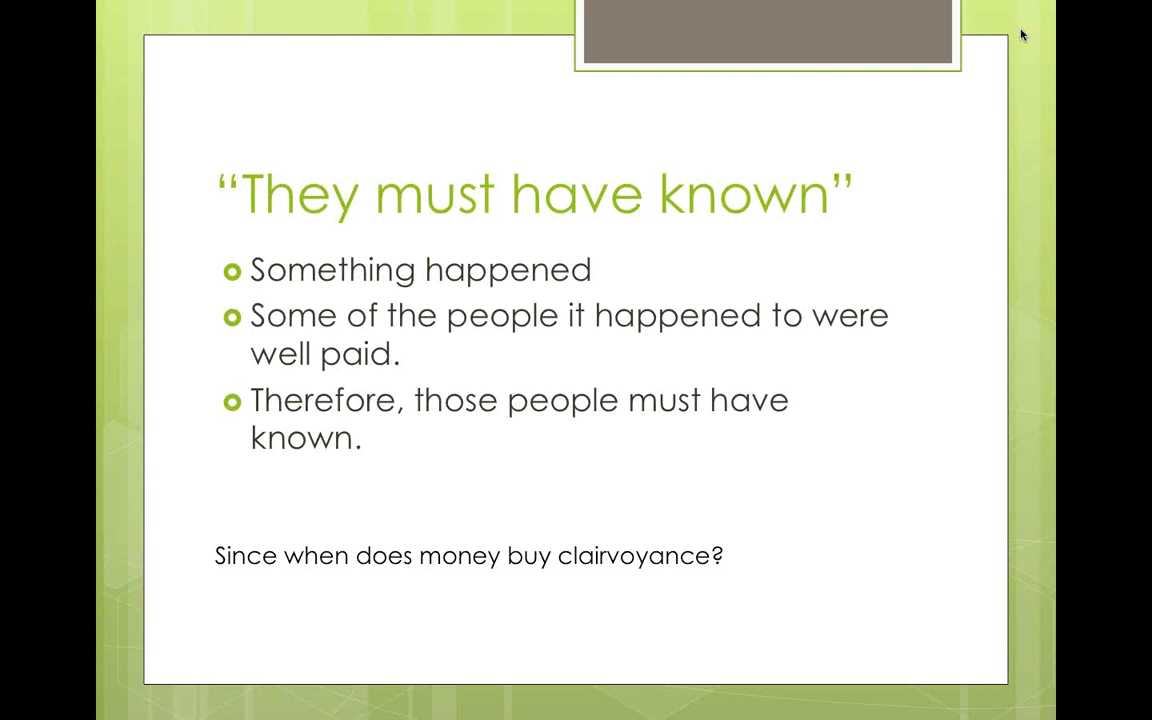 “They must have known”
Something happened
Some of the people it happened to were
well paid.
Therefore, those people must have
known.
Since when does money buy clairvoyance?